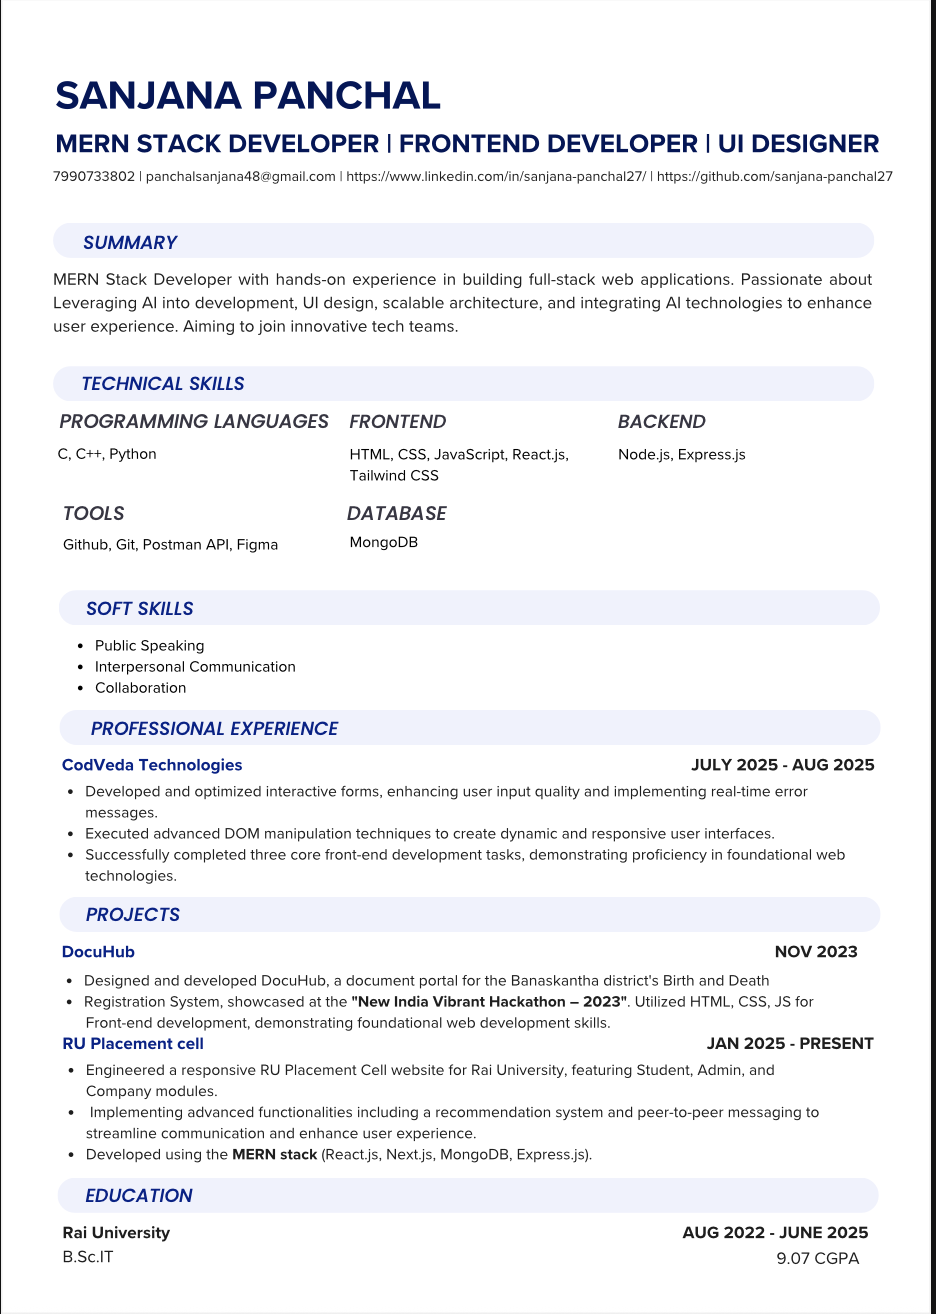 SANJANA PANCHAL
MERN STACK DEVELOPER | FRONTEND DEVELOPER | UI DESIGNER
7990733802 | panchalsanjana48@gmail.com | https://www.linkedin.com/in/sanjana-panchal27/ | https://github.com/sanjana-panchal27
SUMMARY
MERN Stack Developer with hands-on experience in building full-stack web applications. Passionate about
Leveraging AI into development, UI design, scalable architecture, and integrating AI technologies to enhance
user experience. Aiming to join innovative tech teams.
TECHNICAL SKILLS
PROGRAMMING LANGUAGES FRONTEND BACKEND
C, C++, Python HTML, CSS, JavaScript, React.js, Node.js, Express.js
Tailwind CSS
TOOLS DATABASE
Github, Git, Postman API, Figma MongoDB
SOFT SKILLS
• Public Speaking
• Interpersonal Communication
• Collaboration
PROFESSIONAL EXPERIENCE
CodVeda Technologies JULY 2025 - AUG 2025
• Developed and optimized interactive forms, enhancing user input quality and implementing real-time error
messages.
• Executed advanced DOM manipulation techniques to create dynamic and responsive user interfaces.
• Successfully completed three core front-end development tasks, demonstrating proficiency in foundational web
technologies.
PROJECTS
DocuHub NOV 2023
• Designed and developed DocuHub, a document portal for the Banaskantha district's Birth and Death
• Registration System, showcased at the "New India Vibrant Hackathon – 2023". Utilized HTML, CSS, JS for
Front-end development, demonstrating foundational web development skills.
RU Placement cell JAN 2025 - PRESENT
• Engineered a responsive RU Placement Cell website for Rai University, featuring Student, Admin, and
Company modules.
• Implementing advanced functionalities including a recommendation system and peer-to-peer messaging to
streamline communication and enhance user experience.
• Developed using the MERN stack (React.js, Next.js, MongoDB, Express.js).
EDUCATION
Rai University AUG 2022 - JUNE 2025
B.Sc.IT 9.07 CGPA